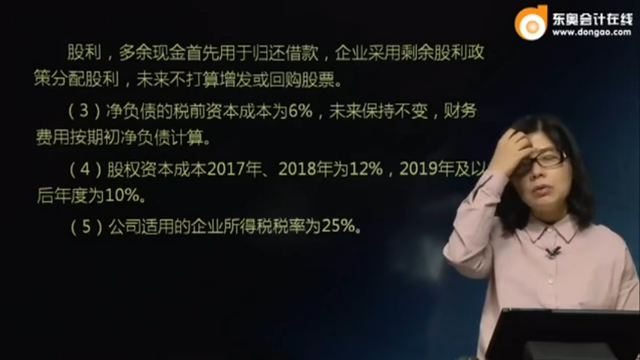 东奥会计在线
www.dongao.com
股利，多余现金首先用于归还借款，企业采用剩余股利政
策分配股利，未来不打算增发或回购股票。
（3）净负债的税前资本成本为6%，未来保持不变，财务
费用按期初净负债计算。
（4）股权资本成本2017年、2018年为12%，2019年及以
后年度为10%。
（5）公司适用的企业所得税税率为25%。